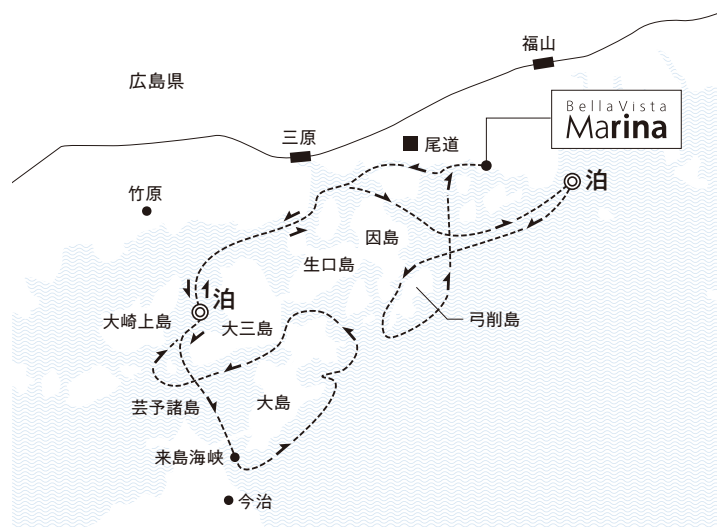 福山
広島県
BellaVista
Marina
三原
尾道
泊
竹原
因島
生口島
泊
大崎上島
大三島
弓削島
芸予諸島
大島
来島海峡
今治